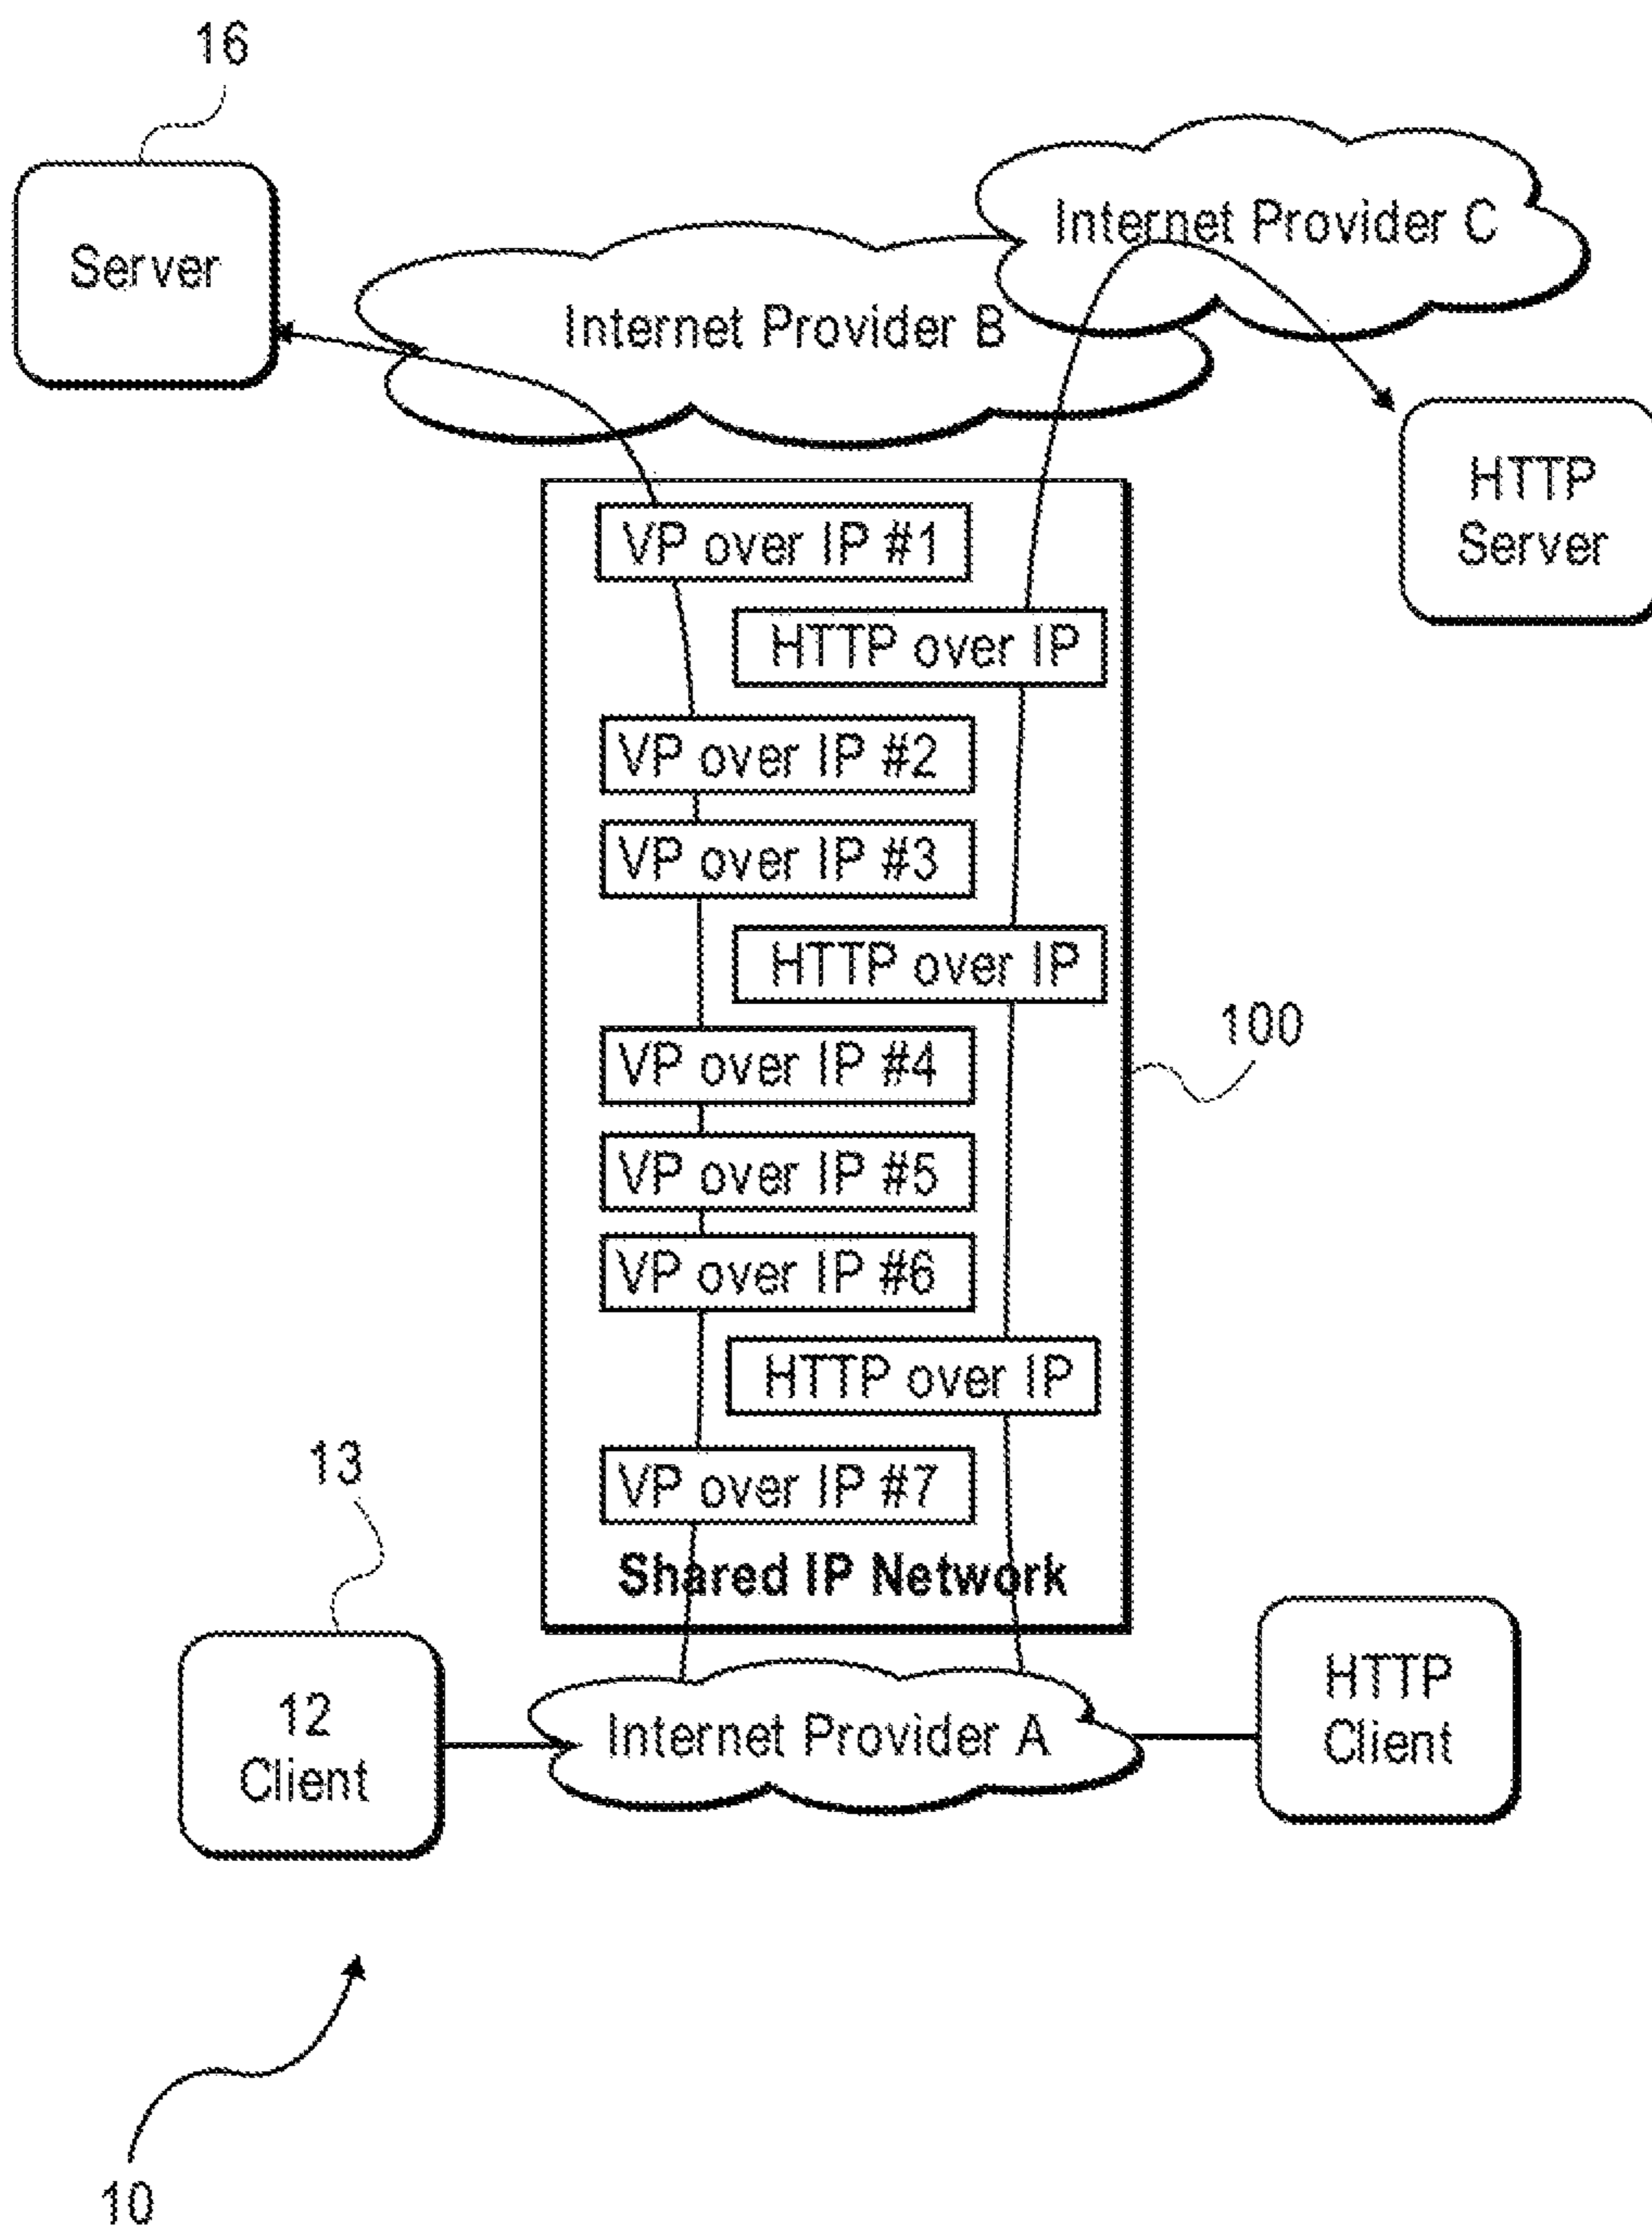 16
Internet Provider C
Server
Internet Provider B
HTTP
Server
VP over IP #1
HTTP over IP
VP over IP #2
VP over IP #3
HTTP over IP
100
VP over IP #4
VP over IP #5
VP over IP #6
HTTP over IP
13
VP over IP #7
Shared IP Network
12
Client
Internet Provider A
HTTP
Client
10